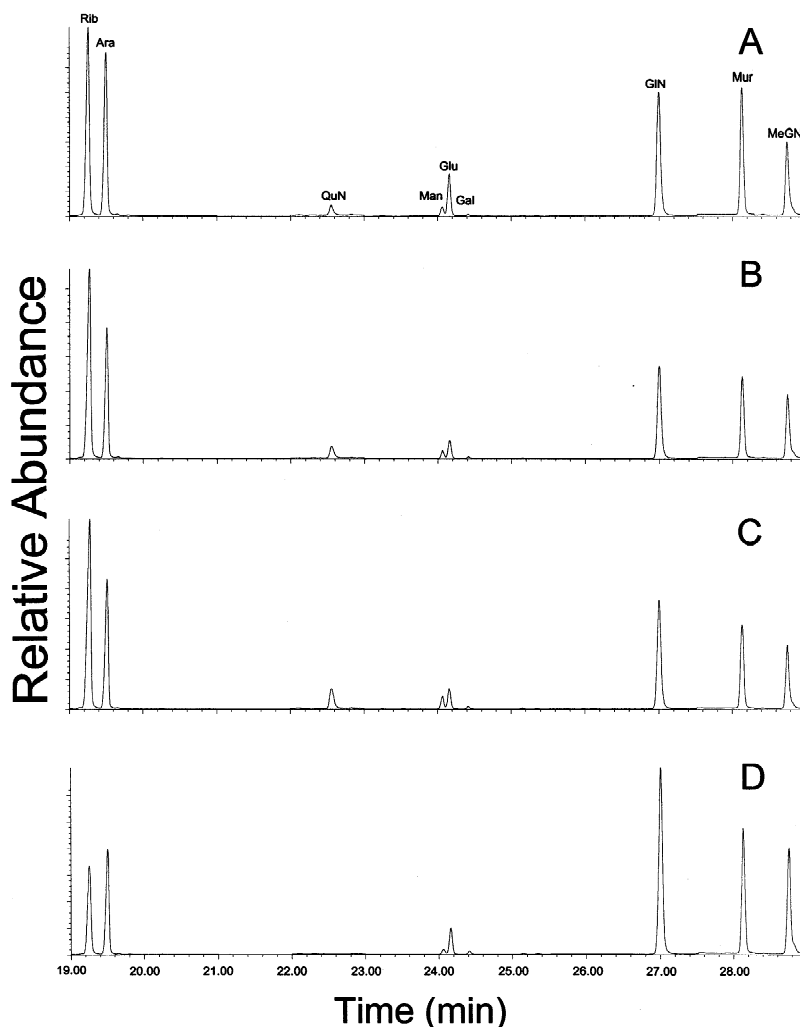 A
Rib
Ara
QuN
Man
Glu
Gal
GlN
Mur
MeGN
B
C
D
Relative Abundance
19.00 20.00 21.00 22.00 23.00 24.00 25.00 26.00 27.00 28.00
Time (min)